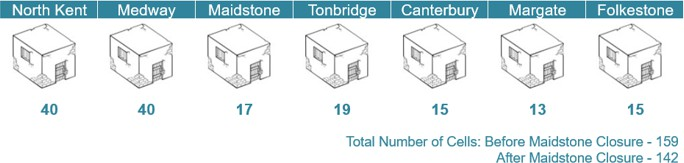 North Kent Medway Maidstone Tonbridge Canterbury Margate Folkestone
40 40 17 19 15 13 15
Total Number of Cells: Before Maidstone Closure - 159
After Maidstone Closure - 142